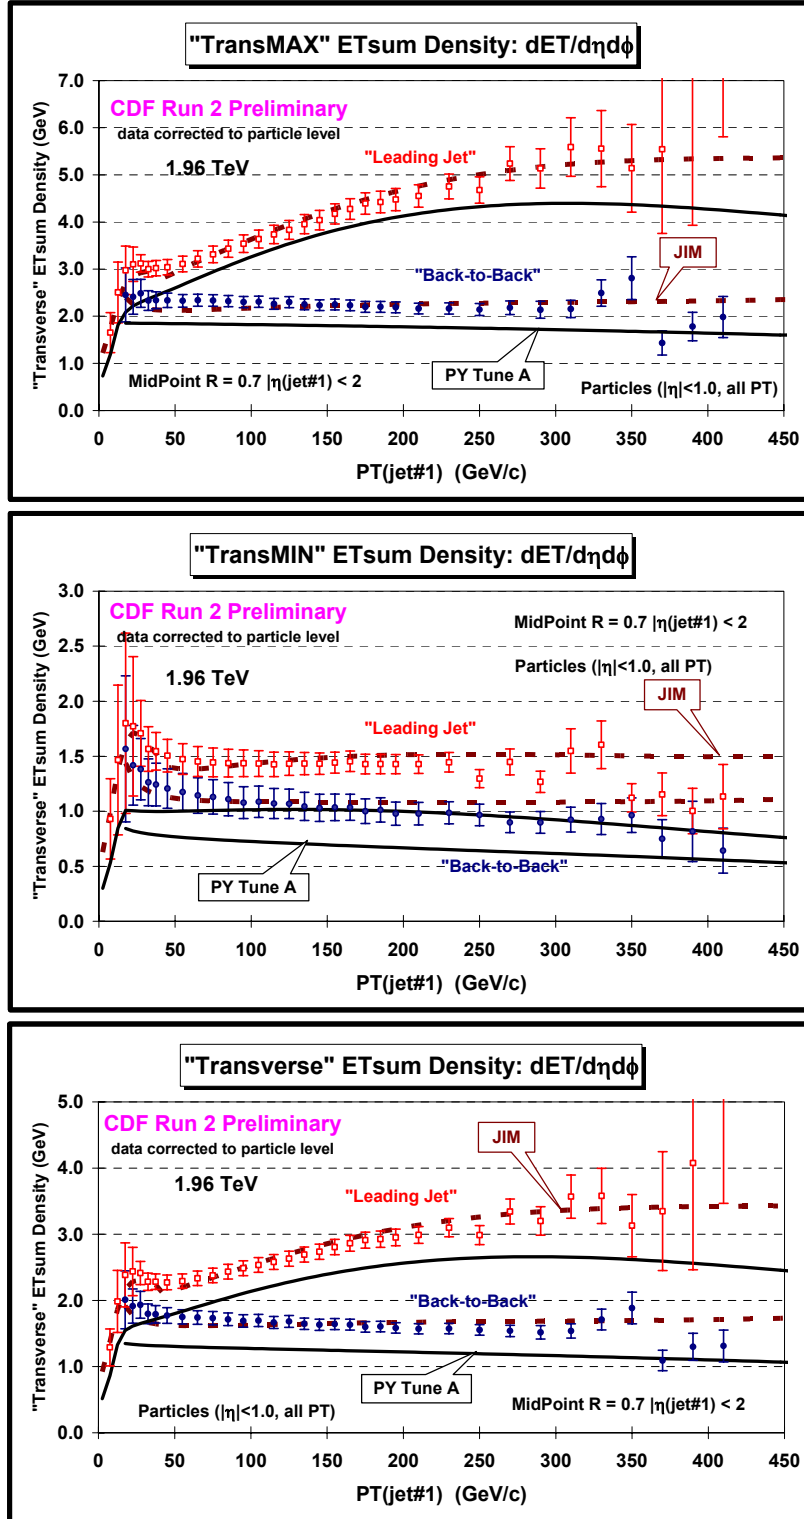 "TransMAX" ETsum Density: dET/dηdϕ
"Transverse" ETsum Density (GeV)
7.0
6.0
5.0
4.0
3.0
2.0
1.0
0.0
CDF Run 2 Preliminary
data corrected to particle level
1.96 TeV
"Leading Jet"
JIM
"Back-to-Back"
PY Tune A
MidPoint R = 0.7 |η(jet#1) < 2
Particles (|η|<1.0, all PT)
0 50 100 150 200 250 300 350 400 450
PT(jet#1) (GeV/c)
"TransMIN" ETsum Density: dET/dηdϕ
"Transverse" ETsum Density (GeV)
3.0
2.5
2.0
1.5
1.0
0.5
0.0
CDF Run 2 Preliminary
data corrected to particle level
MidPoint R = 0.7 |η(jet#1) < 2
1.96 TeV
Particles (|η|<1.0, all PT)
JIM
"Leading Jet"
PY Tune A
"Back-to-Back"
0 50 100 150 200 250 300 350 400 450
PT(jet#1) (GeV/c)
"Transverse" ETsum Density: dET/dηdϕ
"Transverse" ETsum Density (GeV)
5.0
4.0
3.0
2.0
1.0
0.0
CDF Run 2 Preliminary
data corrected to particle level
JIM
1.96 TeV
"Leading Jet"
"Back-to-Back"
PY Tune A
Particles (|η|<1.0, all PT)
MidPoint R = 0.7 |η(jet#1) < 2
0 50 100 150 200 250 300 350 400 450
PT(jet#1) (GeV/c)